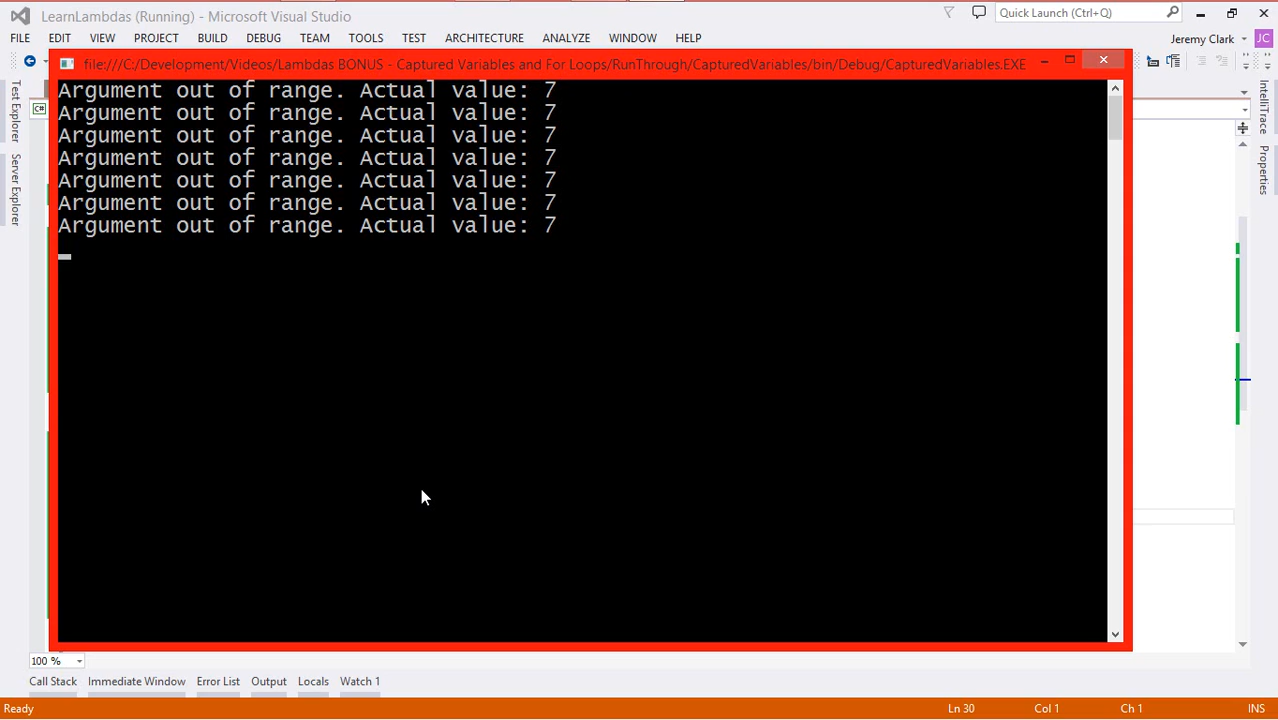 LearnLambdas (Running) - Microsoft Visual Studio
Quick Launch (Ctrl+Q)
FILE EDIT VIEW PROJECT BUILD DEBUG TEAM TOOLS TEST ARCHITECTURE ANALYZE WINDOW HELP
Jeremy Clark JC
file:///C:/Development/Videos/Lambdas BONUS - Captured Variables and For Loops/RunThrough/CapturedVariables/bin/Debug/CapturedVariables.EXE
Test Explorer
Server Explorer
C#
Argument out of range. Actual value: 7
Argument out of range. Actual value: 7
Argument out of range. Actual value: 7
Argument out of range. Actual value: 7
Argument out of range. Actual value: 7
Argument out of range. Actual value: 7
Argument out of range. Actual value: 7
IntelliTrace
Properties
100 %
Call Stack Immediate Window Error List Output Locals Watch 1
Ready Ln 30 Col 1 Ch 1 INS